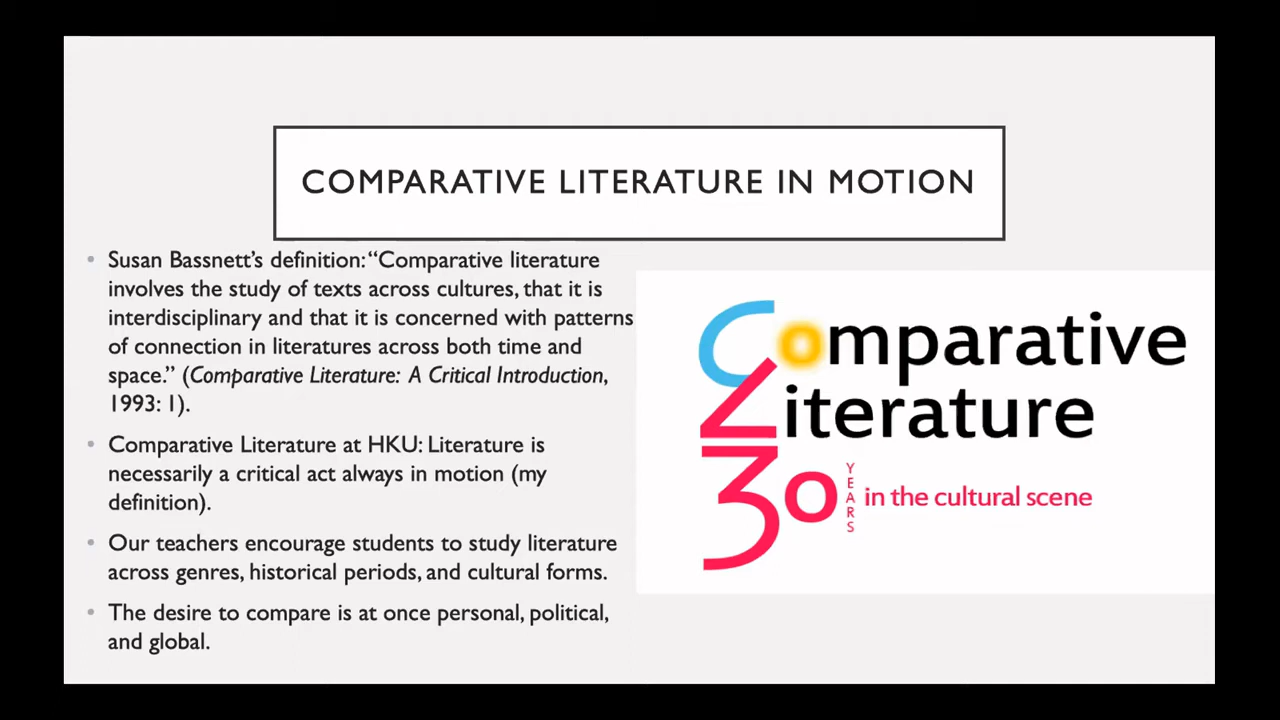 COMPARATIVE LITERATURE IN MOTION
• Susan Bassnett’s definition: “Comparative literature
involves the study of texts across cultures, that it is
interdisciplinary and that it is concerned with patterns
of connection in literatures across both time and
space.” (Comparative Literature: A Critical Introduction,
1993: 1).
• Comparative Literature at HKU: Literature is
necessarily a critical act always in motion (my
definition).
• Our teachers encourage students to study literature
across genres, historical periods, and cultural forms.
• The desire to compare is at once personal, political,
and global.
Comparative
Literature
30 YEARS in the cultural scene